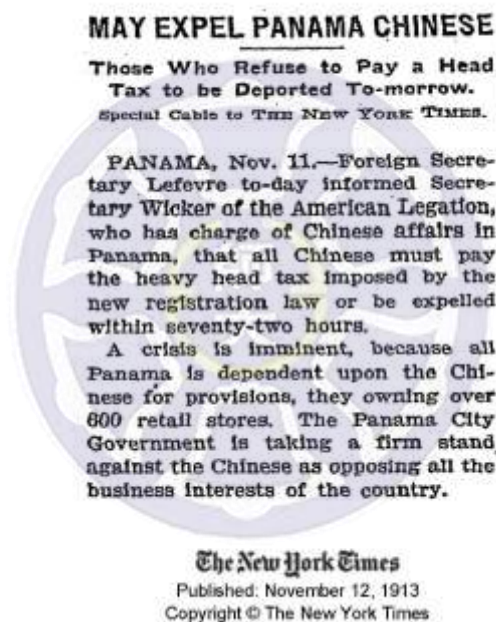 MAY EXPEL PANAMA CHINESE
Those Who Refuse to Pay a Head
Tax to be Deported To-morrow.
Special Cable to THE NEW YORK TIMES.
PANAMA, Nov. 11.—Foreign Secre-
tary Lefevre to-day informed Secre-
tary Wicker of the American Legation,
who has charge of Chinese affairs in
Panama, that all Chinese must pay
the heavy head tax imposed by the
new registration law or be expelled
within seventy-two hours.
A crisis is imminent, because all
Panama is dependent upon the Chi-
nese for provisions, they owning over
600 retail stores. The Panama City
Government is taking a firm stand
against the Chinese as opposing all the
business interests of the country.
The New York Times
Published: November 12, 1913
Copyright © The New York Times